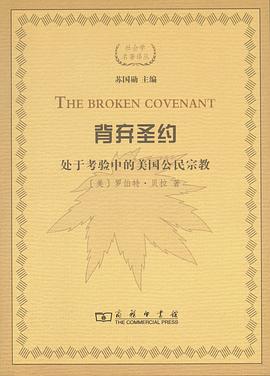 社会学
名著译丛
苏国勋 主编
THE BROKEN COVENANT
背弃圣约
处于考验中的美国公民宗教
〔美〕罗伯特·贝拉 著
商务印书馆
THE COMMERCIAL PRESS